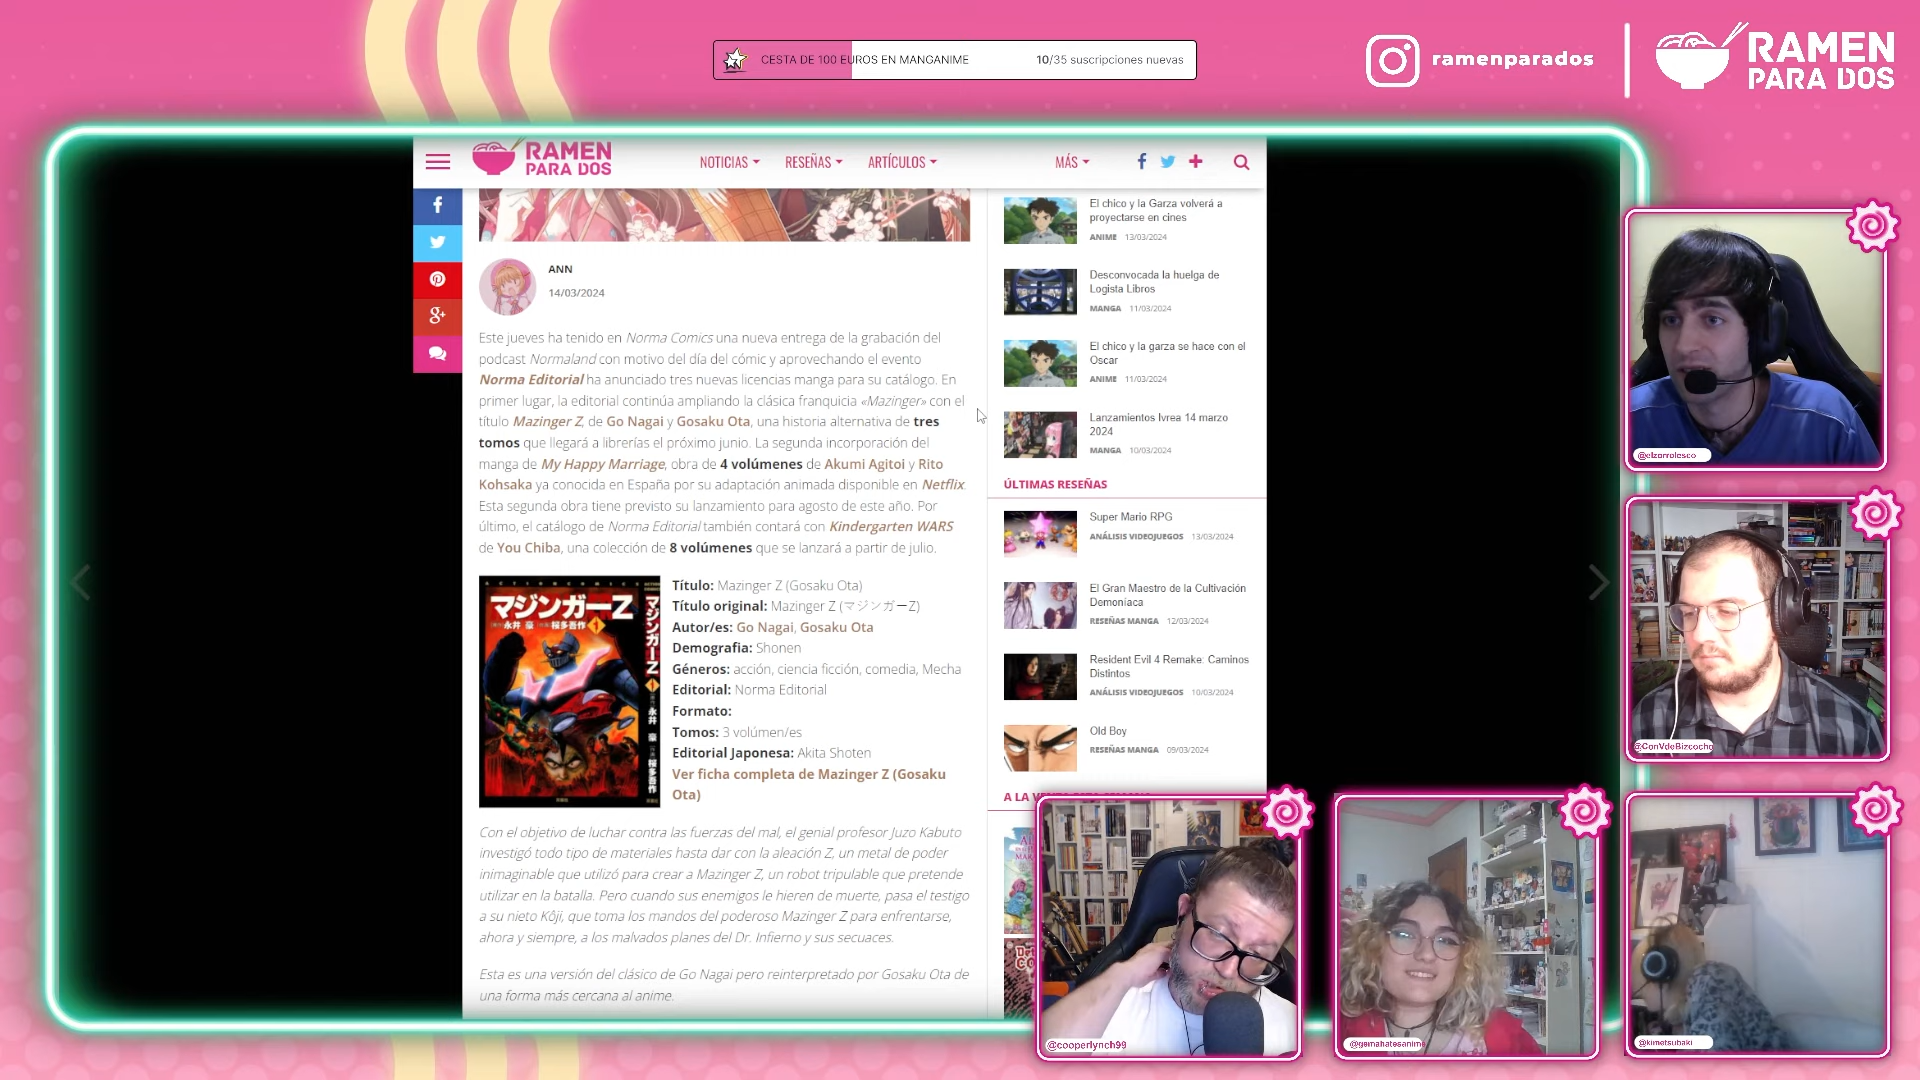 CESTA DE 100 EUROS EN MANGANIME
10/35 suscripciones nuevas
ramenparados
RAMEN
PARA DOS
RAMEN
PARA DOS
NOTICIAS
RESEÑAS
ARTÍCULOS
MÁS
ANN
14/03/2024
Este jueves ha tenido en Norma Comics una nueva entrega de la grabación del
podcast Normaland con motivo del día del cómic y aprovechando el evento
Norma Editorial ha anunciado tres nuevas licencias manga para su catálogo. En
primer lugar, la editorial continúa ampliando la clásica franquicia «Mazinger» con el
título Mazinger Z, de Go Nagai y Gosaku Ota, una historia alternativa de tres
tomos que llegará a librerías el próximo junio. La segunda incorporación del
manga de My Happy Marriage, obra de 4 volúmenes de Akumi Agitoi y Rito
Kohsaka ya conocida en España por su adaptación animada disponible en Netflix.
Esta segunda obra tiene previsto su lanzamiento para agosto de este año. Por
último, el catálogo de Norma Editorial también contará con Kindergarten WARS
de You Chiba, una colección de 8 volúmenes que se lanzará a partir de julio.
マジンガーZ
永井豪
Título: Mazinger Z (Gosaku Ota)
Título original: Mazinger Z (マジンガーZ)
Autor/es: Go Nagai, Gosaku Ota
Demografia: Shonen
Géneros: acción, ciencia ficción, comedia, Mecha
Editorial: Norma Editorial
Formato:
Tomos: 3 volúmen/es
Editorial Japonesa: Akita Shoten
Ver ficha completa de Mazinger Z (Gosaku
Ota)
Con el objetivo de luchar contra las fuerzas del mal, el genial profesor Juzo Kabuto
investigó todo tipo de materiales hasta dar con la aleación Z, un metal de poder
inimaginable que utilizó para crear a Mazinger Z, un robot tripulable que pretende
utilizar en la batalla. Pero cuando sus enemigos le hieren de muerte, pasa el testigo
a su nieto Kôji, que toma los mandos del poderoso Mazinger Z para enfrentarse,
ahora y siempre, a los malvados planes del Dr. Infierno y sus secuaces.
Esta es una versión del clásico de Go Nagai pero reinterpretado por Gosaku Ota de
una forma más cercana al anime.
El chico y la Garza volverá a
proyectarse en cines
ANIME 13/03/2024
Desconvocada la huelga de
Logista Libros
MANGA 11/03/2024
El chico y la garza se hace con el
Oscar
ANIME 11/03/2024
Lanzamientos Ivrea 14 marzo
2024
MANGA 10/03/2024
ÚLTIMAS RESEÑAS
Super Mario RPG
ANÁLISIS VIDEOJUEGOS 13/03/2024
El Gran Maestro de la Cultivación
Demoníaca
RESEÑAS MANGA 12/03/2024
Resident Evil 4 Remake: Caminos
Distintos
ANÁLISIS VIDEOJUEGOS 10/03/2024
Old Boy
RESEÑAS MANGA 09/03/2024
A LA
@elzorrolesco
@ConVdeBizcocho
@cooperlynch99
@gemahatesanime
@kimetsubaki